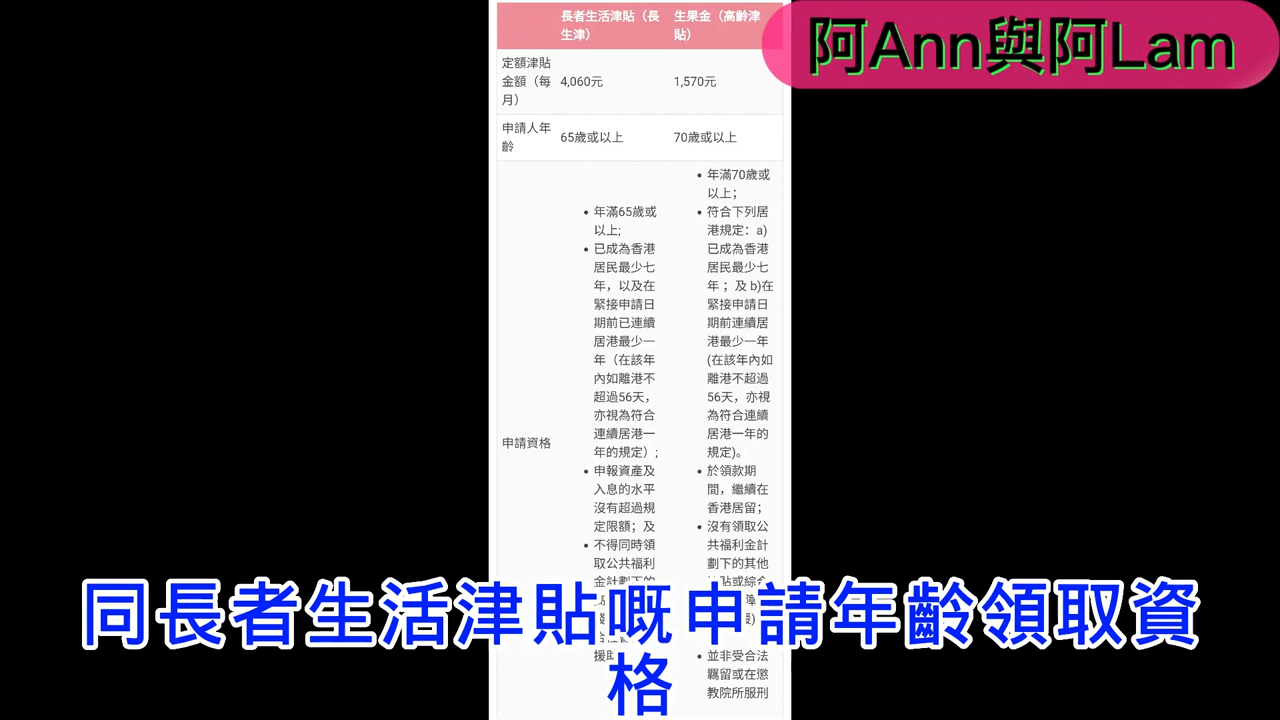 長者生活津貼（長
生津）
生果金（高齡津
貼）
阿Ann與阿Lam
定額津貼
金額（每
月）
4,060元
1,570元
申請人年
齡
65歲或以上
70歲或以上
申請資格
年滿65歲或
以上;
已成為香港
居民最少七
年，以及在
緊接申請日
期前已連續
居港最少一
年（在該年
內如離港不
超過56天，
亦視為符合
連續居港一
年的規定）;
申報資產及
入息的水平
沒有超過規
定限額；及
不得同時領
取公共福利
金計劃下的
援助
年滿70歲或
以上；
符合下列居
港規定：a)
已成為香港
居民最少七
年 ；及 b)在
緊接申請日
期前連續居
港最少一年
(在該年內如
離港不超過
56天，亦視
為符合連續
居港一年的
規定)。
於領款期
間，繼續在
香港居留；
沒有領取公
共福利金計
劃下的其他
貼或綜合
障
援)
並非受合法
羈留或在懲
教院所服刑
同長者生活津貼嘅申請年齡領取資
格